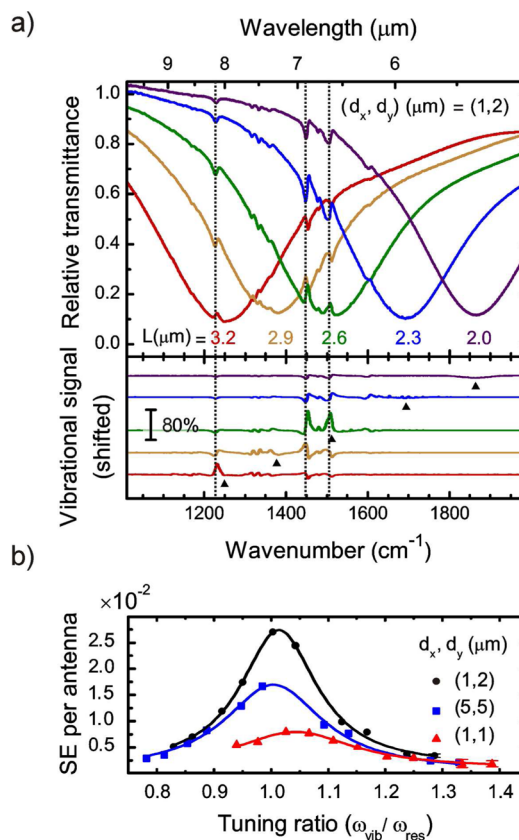 a)
Wavelength (μm)
9 8 7 6
(dx, dy) (μm) = (1,2)
Relative transmittance
1.0
0.8
0.6
0.4
0.2
0.0
L(μm) = 3.2 2.9 2.6 2.3 2.0
Vibrational signal
(shifted)
80%
1200 1400 1600 1800
Wavenumber (cm⁻¹)
b)
×10⁻²
SE per antenna
2.5
2.0
1.5
1.0
0.5
dx, dy (μm)
(1,2)
(5,5)
(1,1)
0.8 0.9 1.0 1.1 1.2 1.3 1.4
Tuning ratio (ωvib/ ωres)